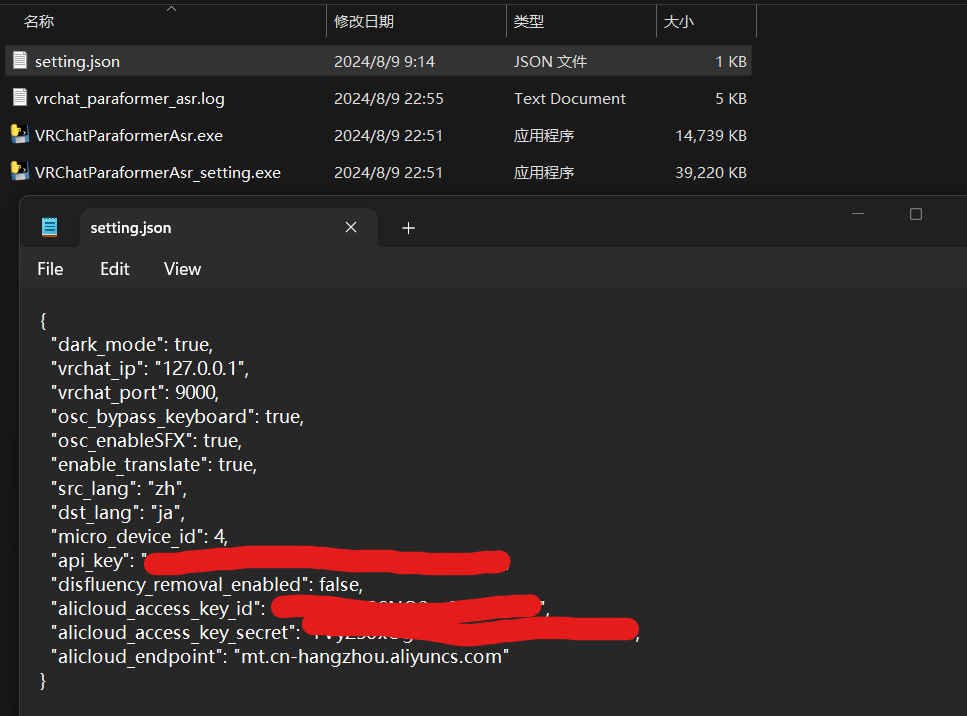 名称 修改日期 类型 大小
setting.json 2024/8/9 9:14 JSON 文件 1 KB
vrchat_paraformer_asr.log 2024/8/9 22:55 Text Document 5 KB
VRChatParaformerAsr.exe 2024/8/9 22:51 应用程序 14,739 KB
VRChatParaformerAsr_setting.exe 2024/8/9 22:51 应用程序 39,220 KB
setting.json
File Edit View
{
"dark_mode": true,
"vrchat_ip": "127.0.0.1",
"vrchat_port": 9000,
"osc_bypass_keyboard": true,
"osc_enableSFX": true,
"enable_translate": true,
"src_lang": "zh",
"dst_lang": "ja",
"micro_device_id": 4,
"api_key": "
"disfluency_removal_enabled": false,
"alicloud_access_key_id": ",
"alicloud_access_key_secret": ,
"alicloud_endpoint": "mt.cn-hangzhou.aliyuncs.com"
}